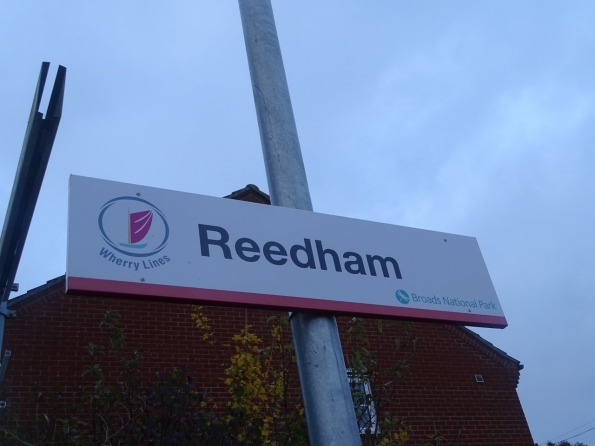 Reedham
Wherry Lines
Broads National Park